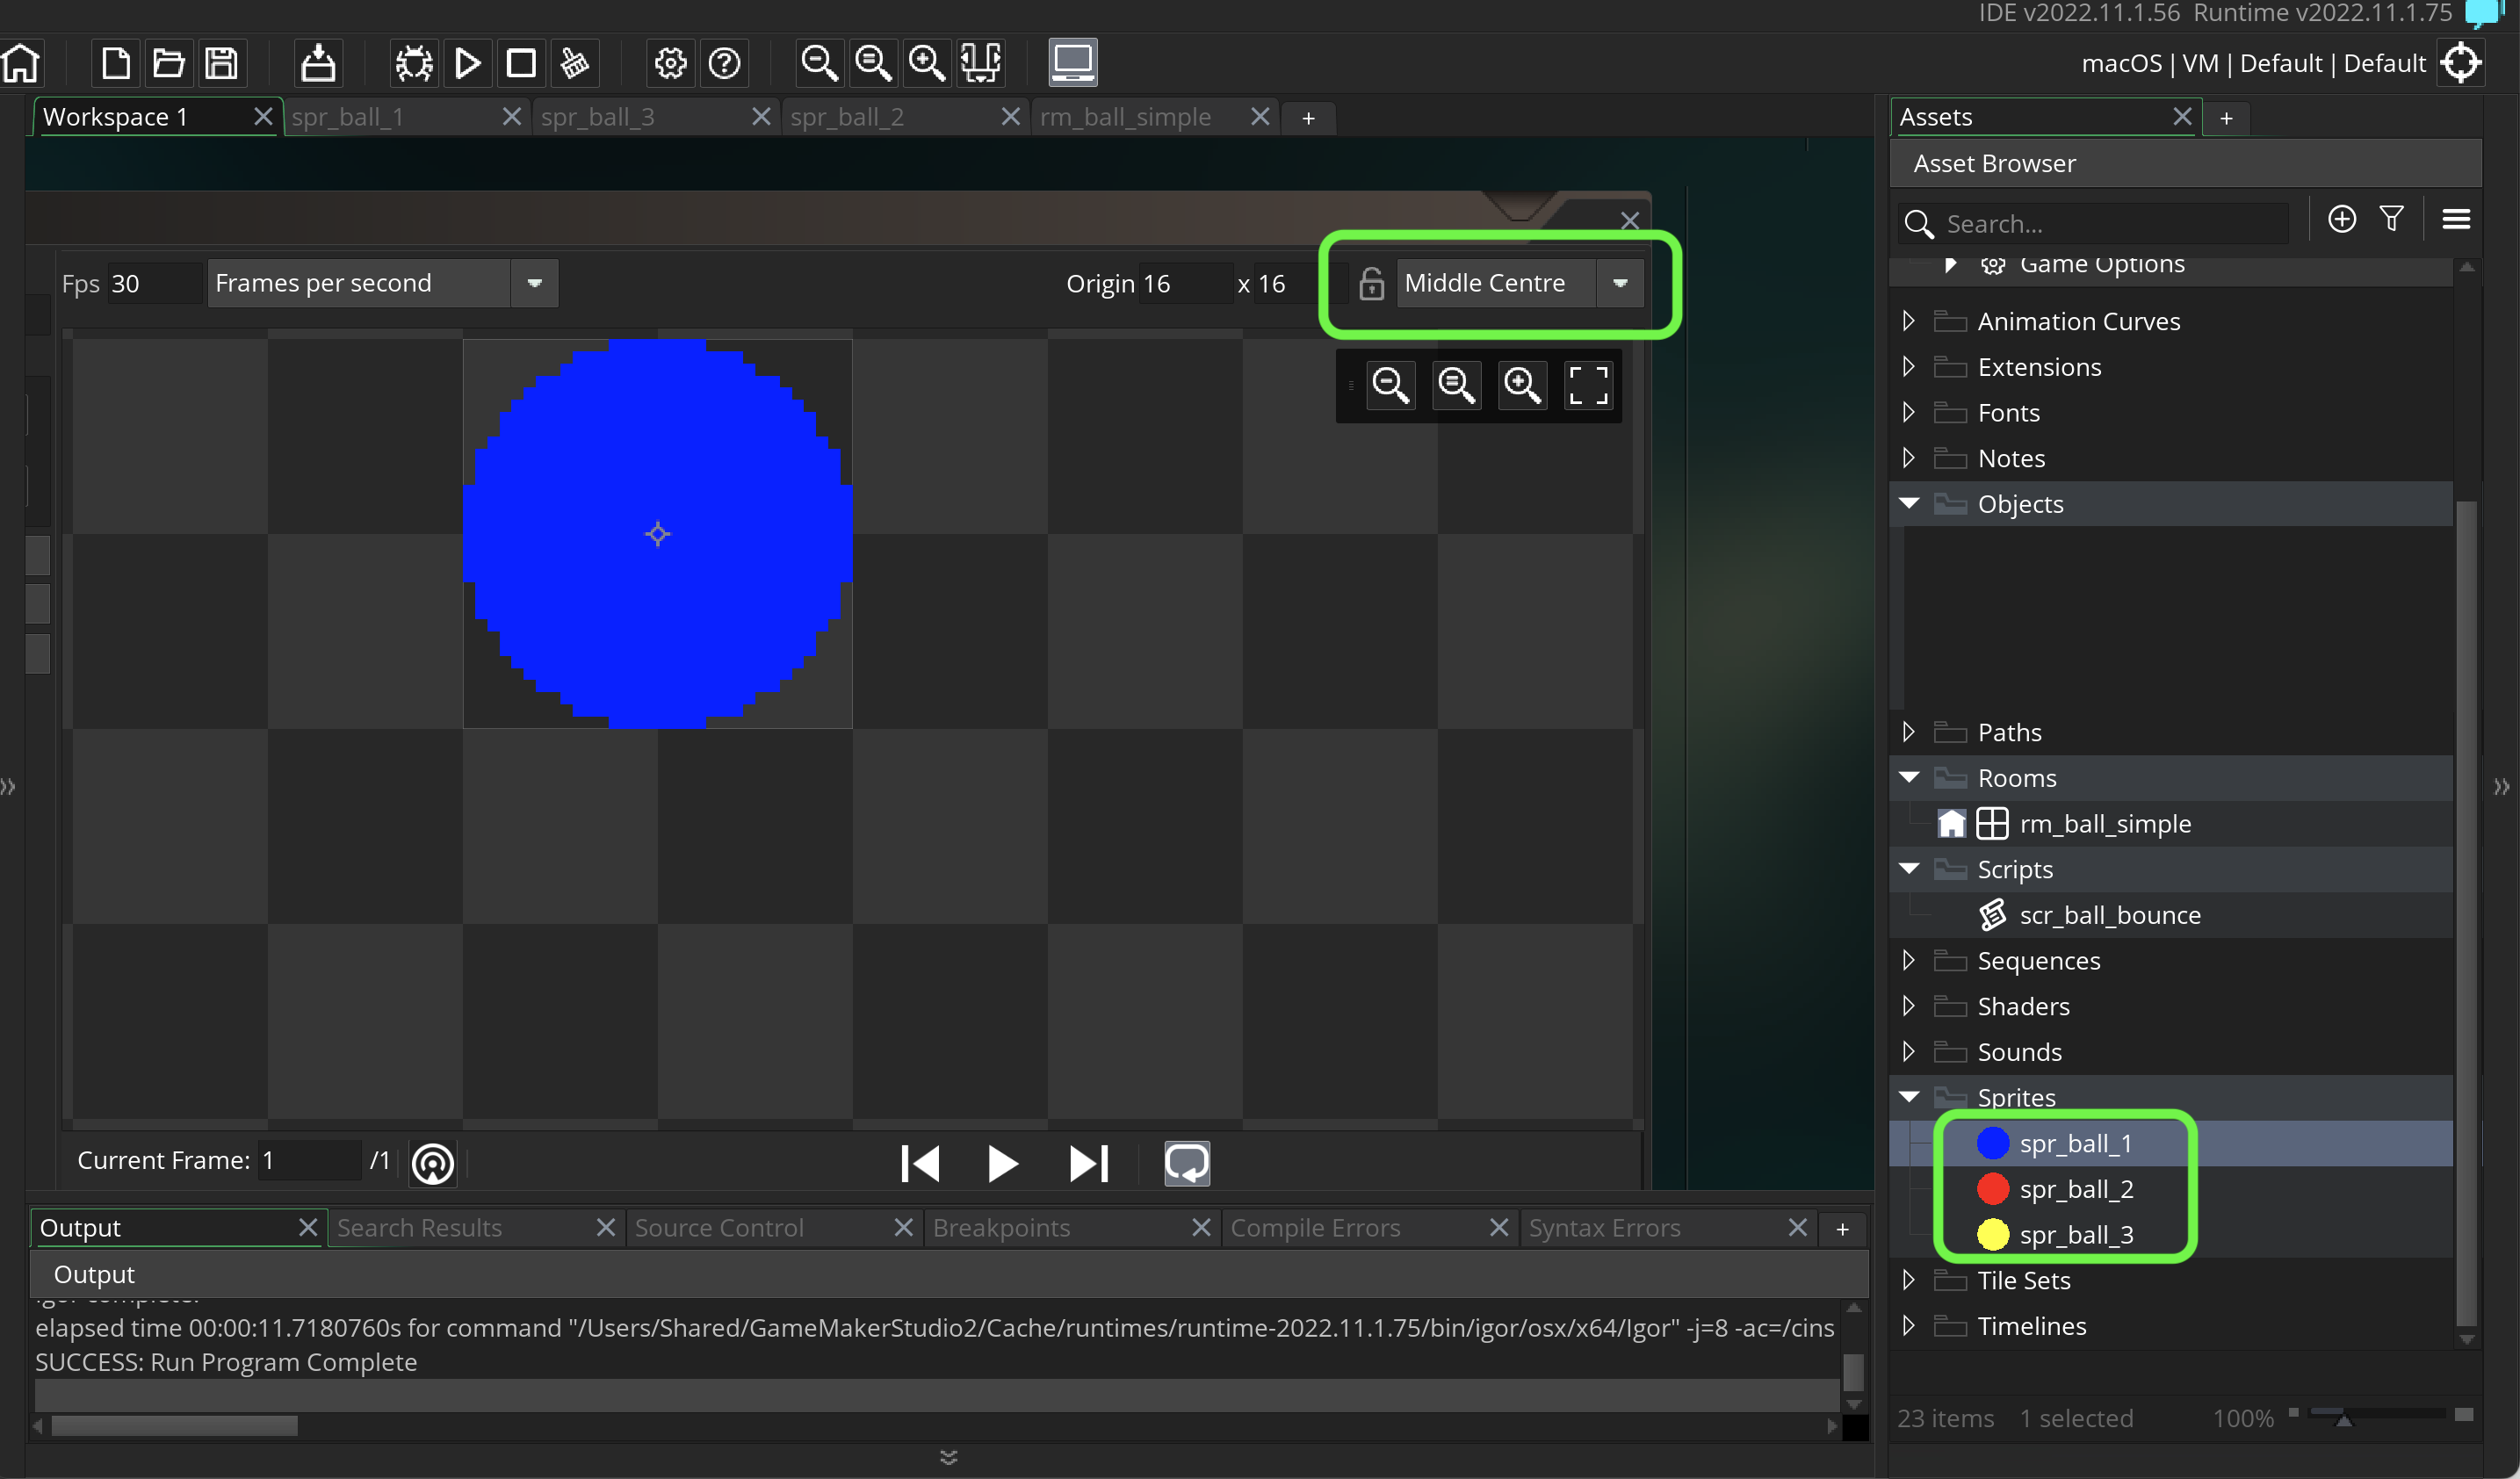 IDE v2022.11.1.56 Runtime v2022.11.1.75
macOS | VM | Default | Default
Workspace 1
spr_ball_1
spr_ball_3
spr_ball_2
rm_ball_simple
+
Assets
+
Asset Browser
Search...
Fps 30
Frames per second
Origin 16 x 16
Middle Centre
Game Options
Animation Curves
Extensions
Fonts
Notes
Objects
Paths
Rooms
rm_ball_simple
Scripts
scr_ball_bounce
Sequences
Shaders
Sounds
Sprites
spr_ball_1
spr_ball_2
spr_ball_3
Tile Sets
Timelines
23 items 1 selected 100%
Current Frame: 1 /1
Output
Search Results
Source Control
Breakpoints
Compile Errors
Syntax Errors
+
Output
Igor complete.
elapsed time 00:00:11.7180760s for command "/Users/Shared/GameMakerStudio2/Cache/runtimes/runtime-2022.11.1.75/bin/igor/osx/x64/Igor" -j=8 -ac=/cins
SUCCESS: Run Program Complete